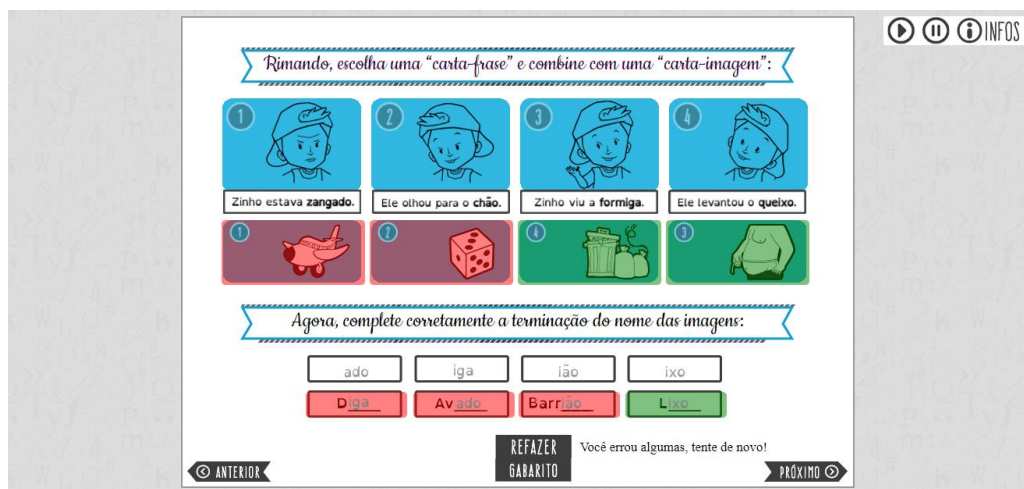 INFOS
Rimando, escolha uma “carta-frase” e combine com uma “carta-imagem”:
1
2
3
4
Zinho estava zangado.
Ele olhou para o chão.
Zinho viu a formiga.
Ele levantou o queixo.
1
2
4
3
Agora, complete corretamente a terminação do nome das imagens:
ado
iga
ião
ixo
Diga
Avado
Barrião
Lixo
REFAZER
GABARITO
Você errou algumas, tente de novo!
ANTERIOR
PRÓXIMO